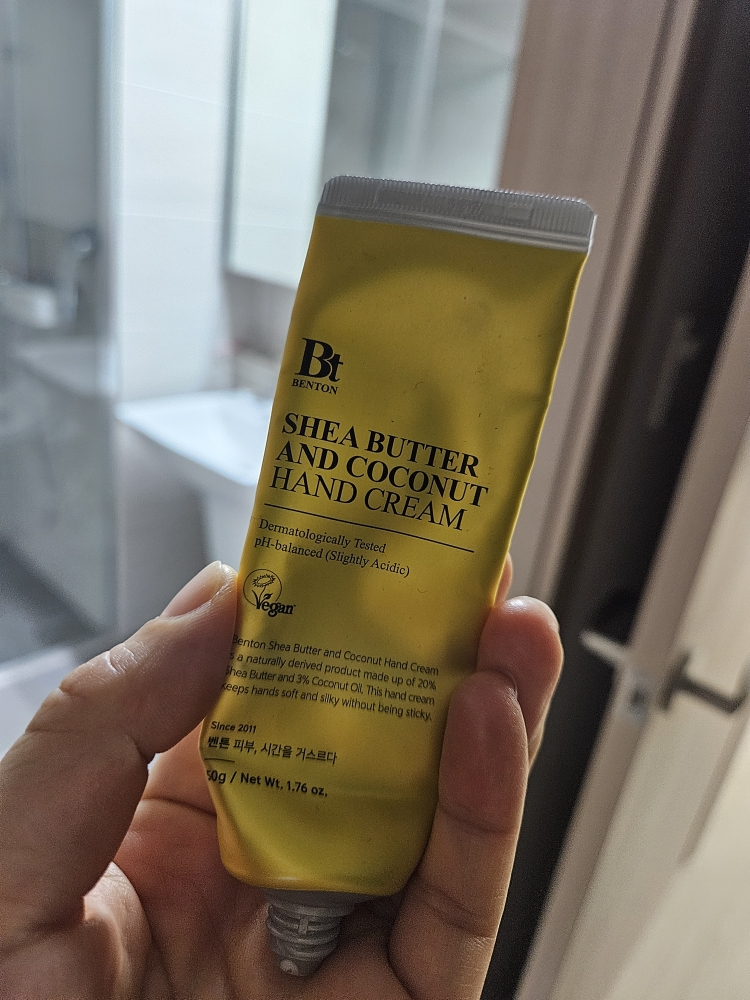 Bt
BENTON
SHEA BUTTER
AND COCONUT
HAND CREAM
Dermatologically Tested
pH-balanced (Slightly Acidic)
Vegan
Benton Shea Butter and Coconut Hand Cream
is a naturally derived product made up of 20%
Shea Butter and 3% Coconut Oil. This hand cream
keeps hands soft and silky without being sticky.
Since 2011
벤튼 피부, 시간을 거스르다
50g / Net Wt. 1.76 oz.